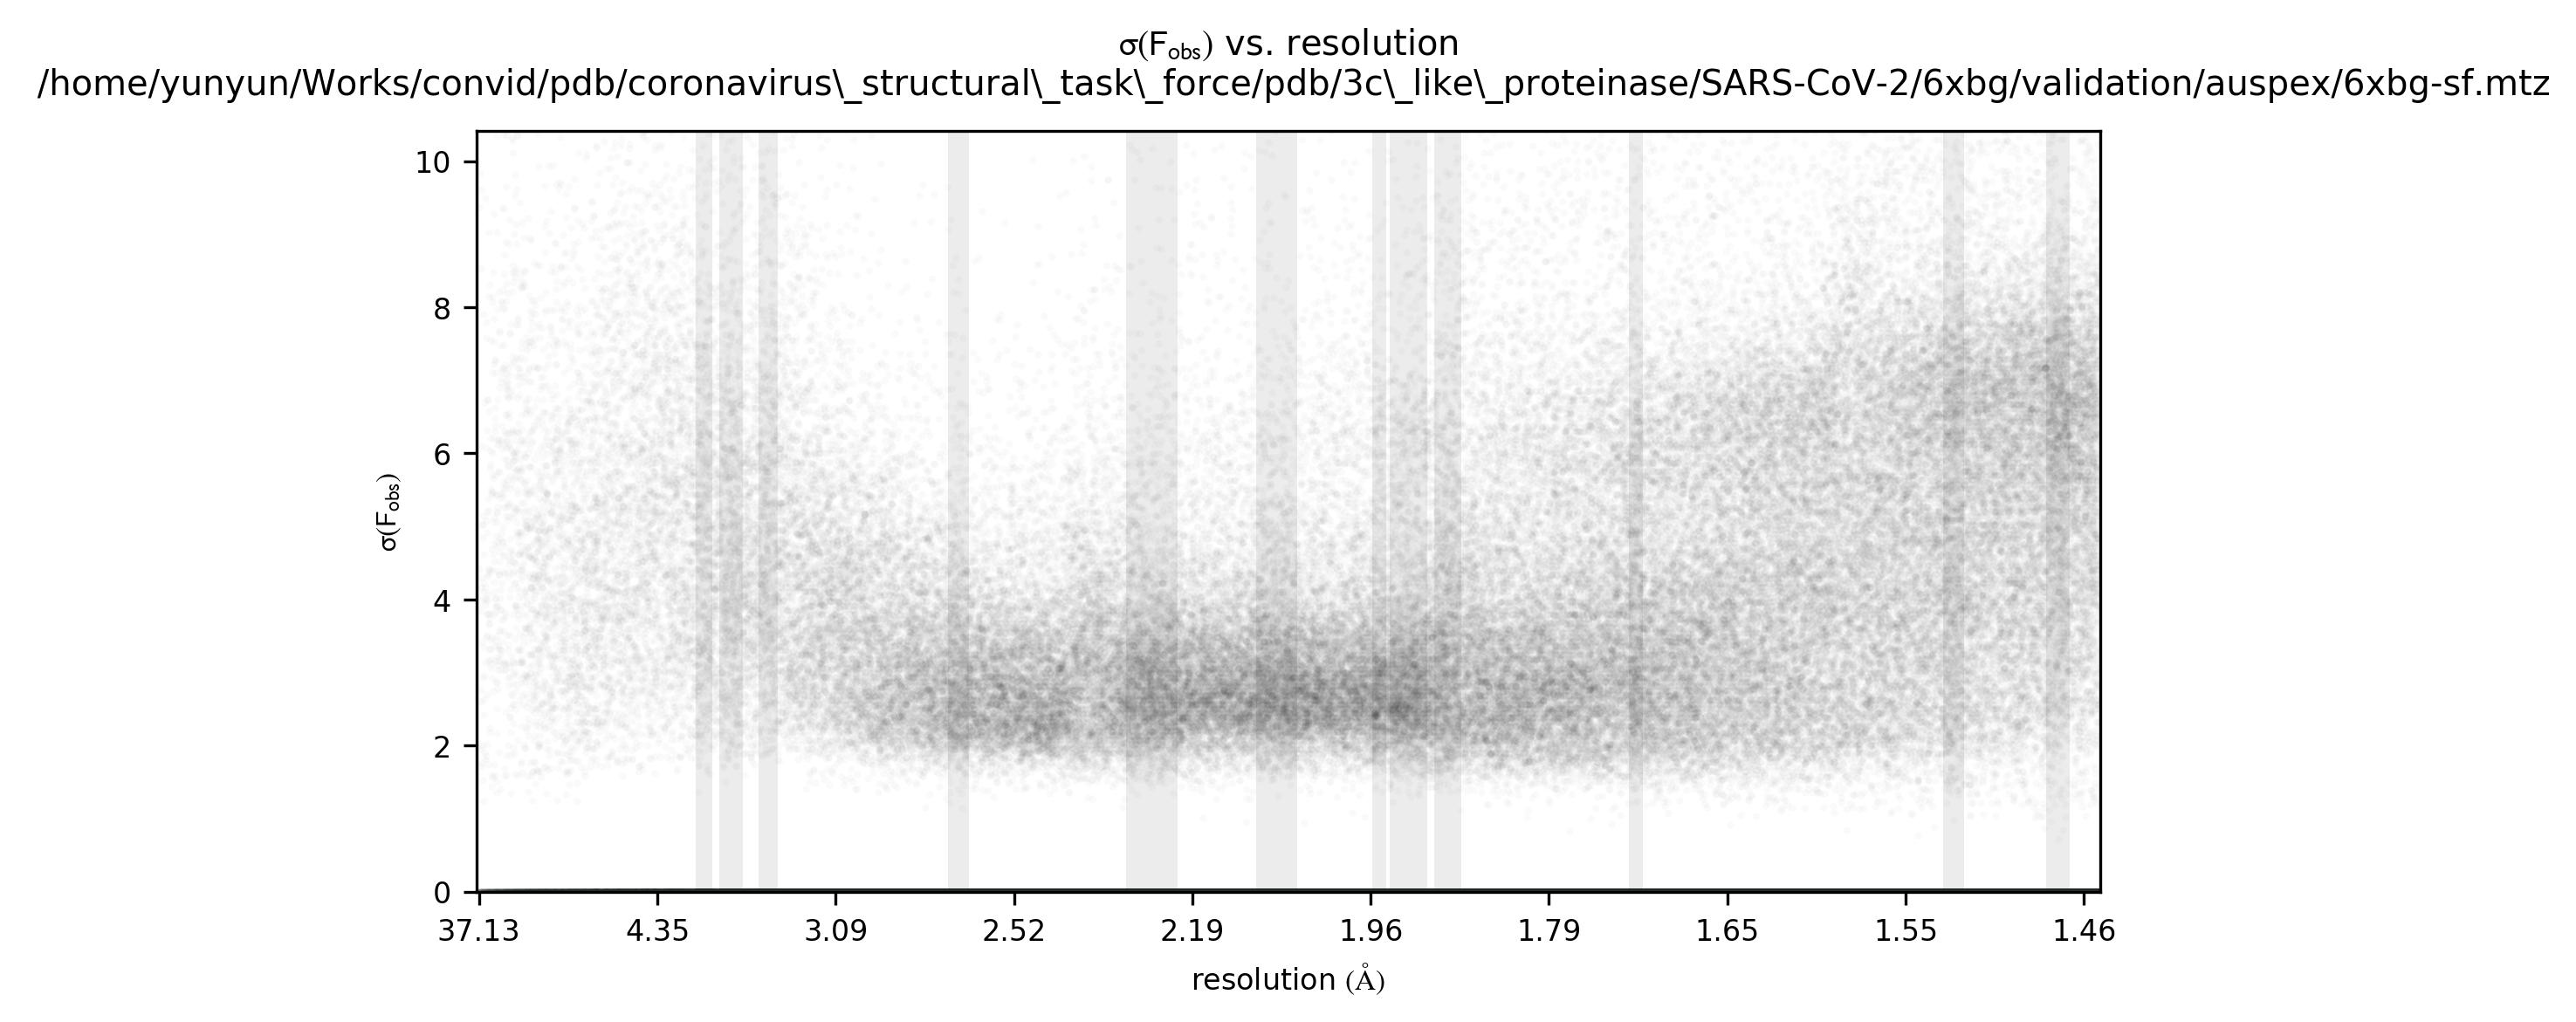 σ(Fobs) vs. resolution
/home/yunyun/Works/convid/pdb/coronavirus\_structural\_task\_force/pdb/3c\_like\_proteinase/SARS-CoV-2/6xbg/validation/auspex/6xbg-sf.mtz
10
8
6
4
2
0
σ(Fobs)
37.13 4.35 3.09 2.52 2.19 1.96 1.79 1.65 1.55 1.46
resolution (Å)